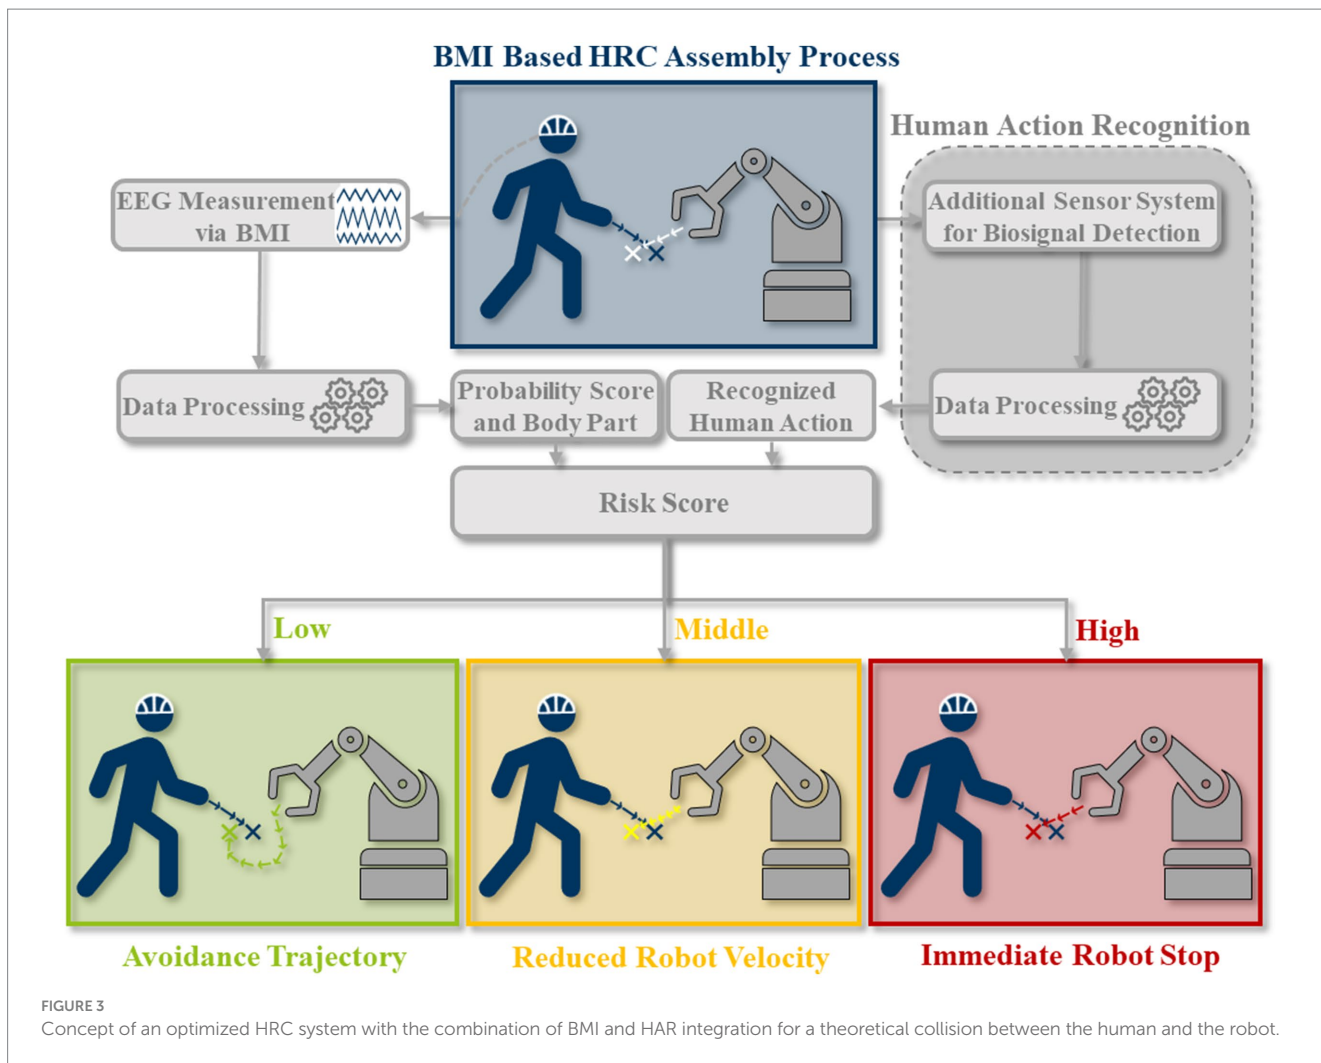 BMI Based HRC Assembly Process
Human Action Recognition
EEG Measurement
via BMI
Additional Sensor System
for Biosignal Detection
Data Processing
Probability Score
and Body Part
Recognized
Human Action
Data Processing
Risk Score
Low
Middle
High
Avoidance Trajectory
Reduced Robot Velocity
Immediate Robot Stop
FIGURE 3
Concept of an optimized HRC system with the combination of BMI and HAR integration for a theoretical collision between the human and the robot.